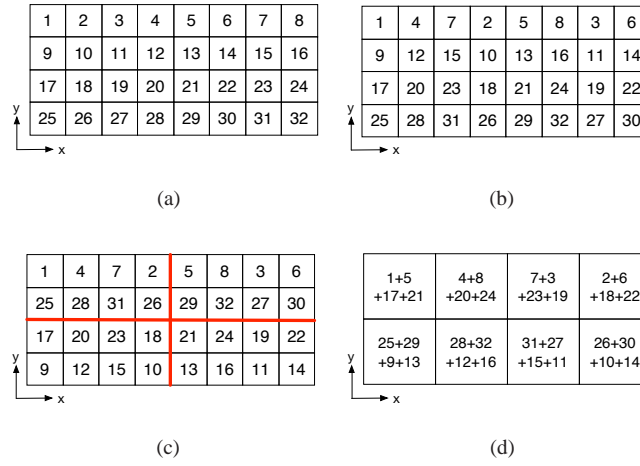 1 2 3 4 5 6 7 8
9 10 11 12 13 14 15 16
17 18 19 20 21 22 23 24
25 26 27 28 29 30 31 32
y
x
(a)
1 4 7 2 5 8 3 6
9 12 15 10 13 16 11 14
17 20 23 18 21 24 19 22
25 28 31 26 29 32 27 30
y
x
(b)
1 4 7 2 5 8 3 6
25 28 31 26 29 32 27 30
17 20 23 18 21 24 19 22
9 12 15 10 13 16 11 14
y
x
(c)
1+5 4+8 7+3 2+6
+17+21 +20+24 +23+19 +18+22
25+29 28+32 31+27 26+30
+9+13 +12+16 +15+11 +10+14
y
x
(d)